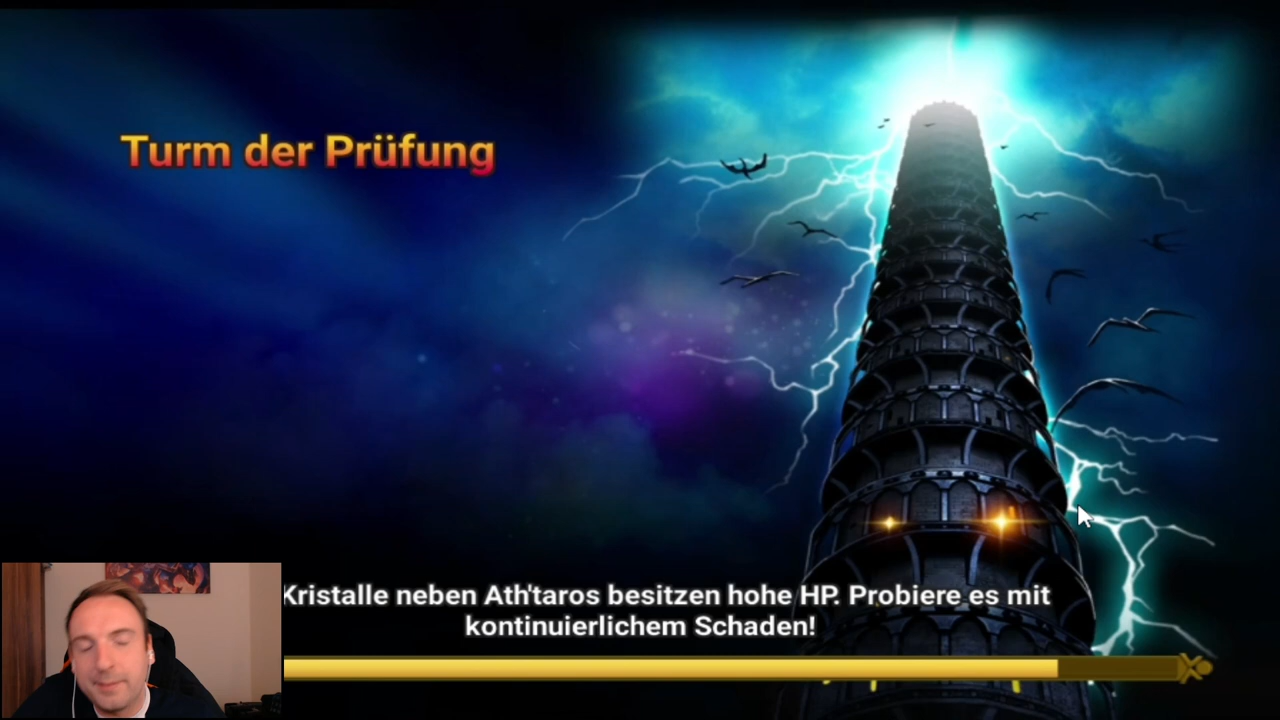 Turm der Prüfung
Kristalle neben Ath'taros besitzen hohe HP. Probiere es mit
kontinuierlichem Schaden!